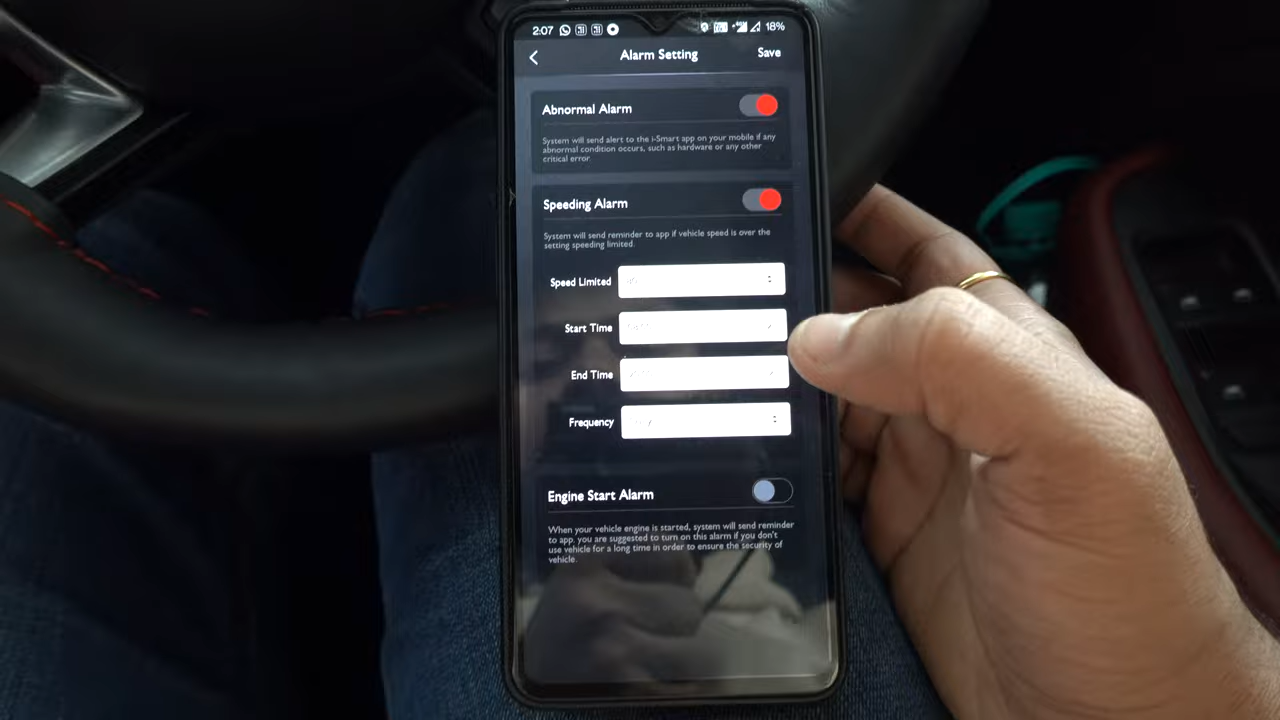 2:07
18%
Alarm Setting
Save
Abnormal Alarm
System will send alert to the i-Smart app on your mobile if any
abnormal condition occurs, such as hardware or any other
critical error.
Speeding Alarm
System will send reminder to app if vehicle speed is over the
setting speeding limited.
Speed Limited
Start Time
End Time
Frequency
Engine Start Alarm
When your vehicle engine is started, system will send reminder
to app. you are suggested to turn on this alarm if you don't
use vehicle for a long time in order to ensure the security of
vehicle.